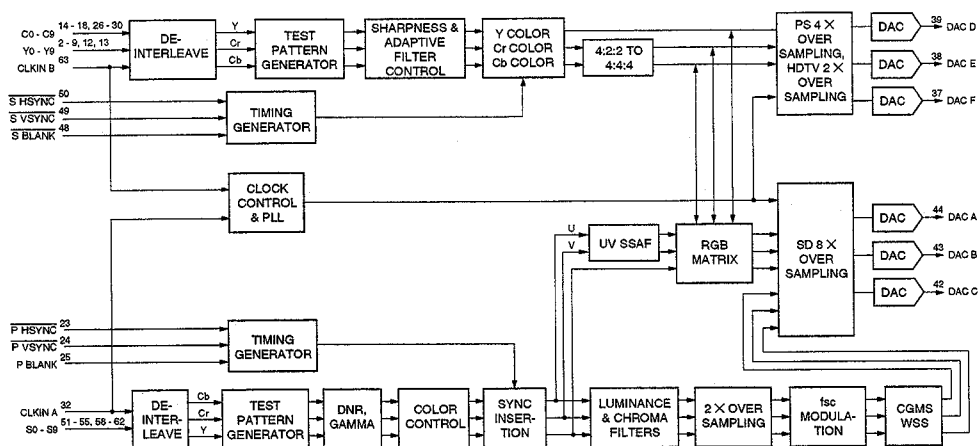 C0 - C9 14 - 18, 26 - 30
Y0 - Y9 2 - 9, 12, 13
CLKIN B 63
DE-
INTERLEAVE
Y
Cr
Cb
TEST
PATTERN
GENERATOR
SHARPNESS &
ADAPTIVE
FILTER
CONTROL
Y COLOR
Cr COLOR
Cb COLOR
4:2:2 TO
4:4:4
PS 4 X
OVER
SAMPLING,
HDTV 2 X
OVER
SAMPLING
DAC
39
DAC D
DAC
38
DAC E
DAC
37
DAC F
S HSYNC 50
S VSYNC 49
S BLANK 48
TIMING
GENERATOR
CLOCK
CONTROL
& PLL
U
V
UV SSAF
RGB
MATRIX
SD 8 X
OVER
SAMPLING
DAC
44
DAC A
DAC
43
DAC B
DAC
42
DAC C
P HSYNC 23
P VSYNC 24
P BLANK 25
TIMING
GENERATOR
CLKIN A 32
S0 - S9 51 - 55, 58 - 62
DE-
INTER-
LEAVE
Cb
Cr
Y
TEST
PATTERN
GENERATOR
DNR,
GAMMA
COLOR
CONTROL
SYNC
INSER-
TION
LUMINANCE
& CHROMA
FILTERS
2 X OVER
SAMPLING
fsc
MODULA-
TION
CGMS
WSS